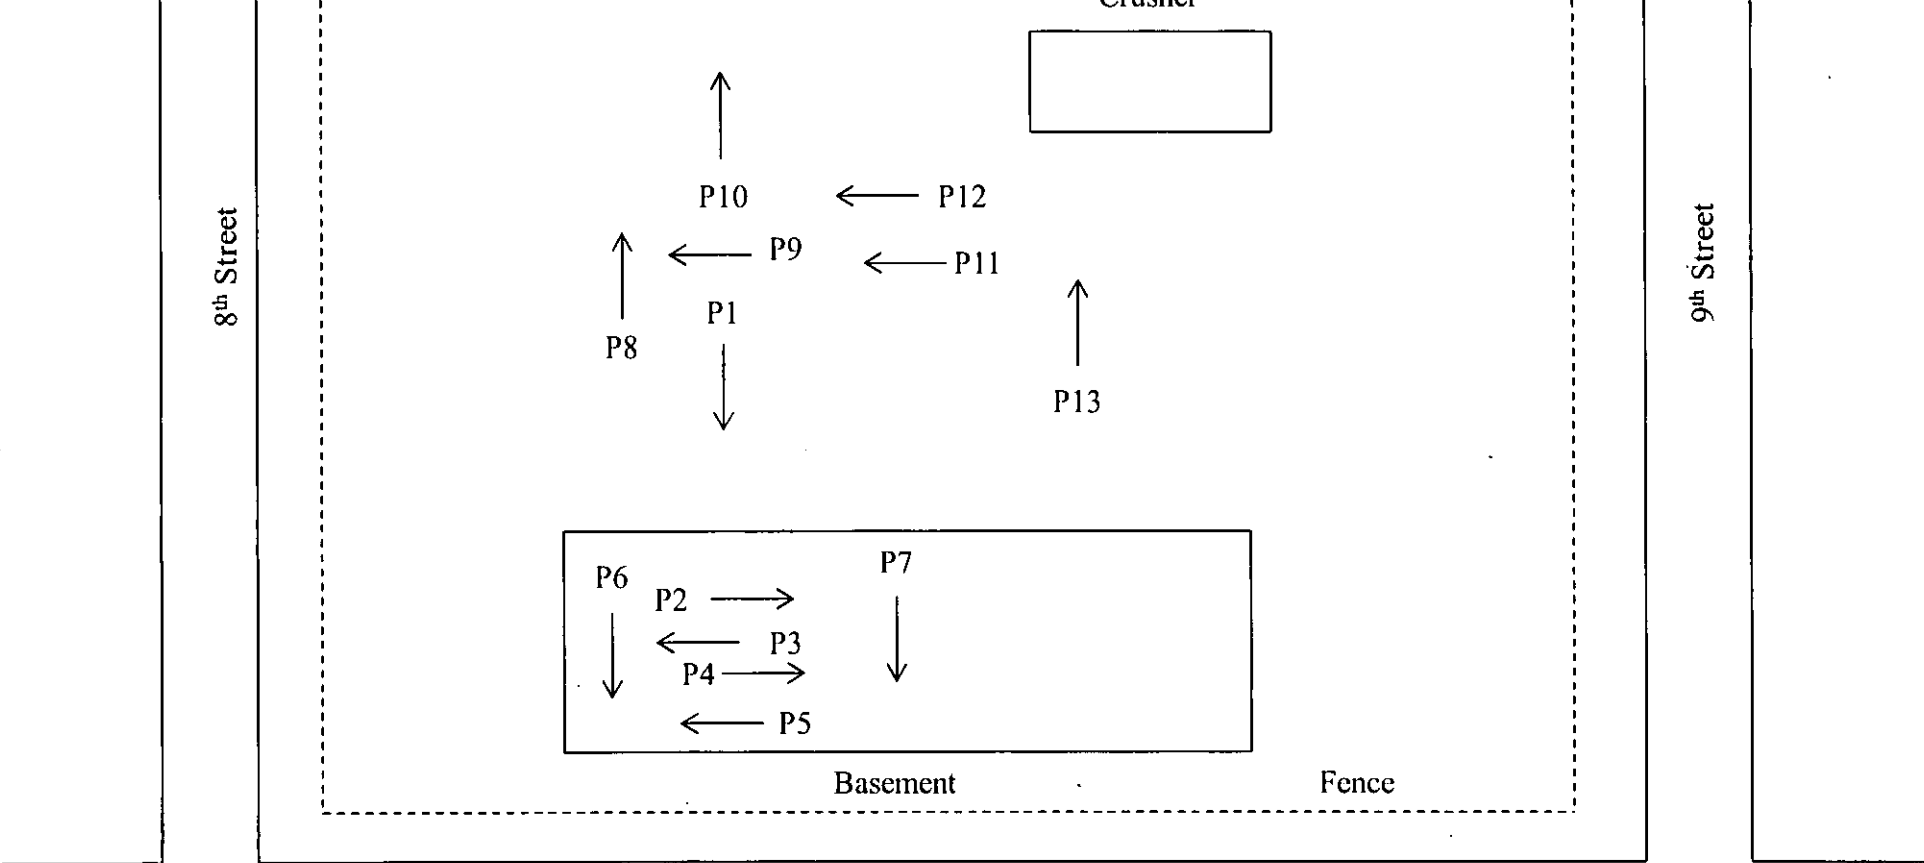 Crusher
P10
P12
P9
P11
P1
P8
P13
8th Street
9th Street
P7
P6
P2
P3
P4
P5
Basement
Fence